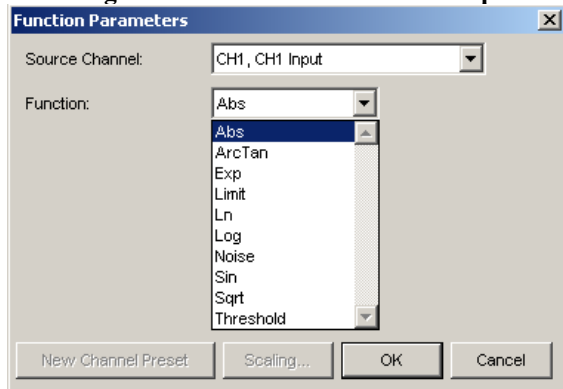 Function Parameters
Source Channel: CH1, CH1 Input
Function: Abs
Abs
ArcTan
Exp
Limit
Ln
Log
Noise
Sin
Sqrt
Threshold
New Channel Preset Scaling... OK Cancel